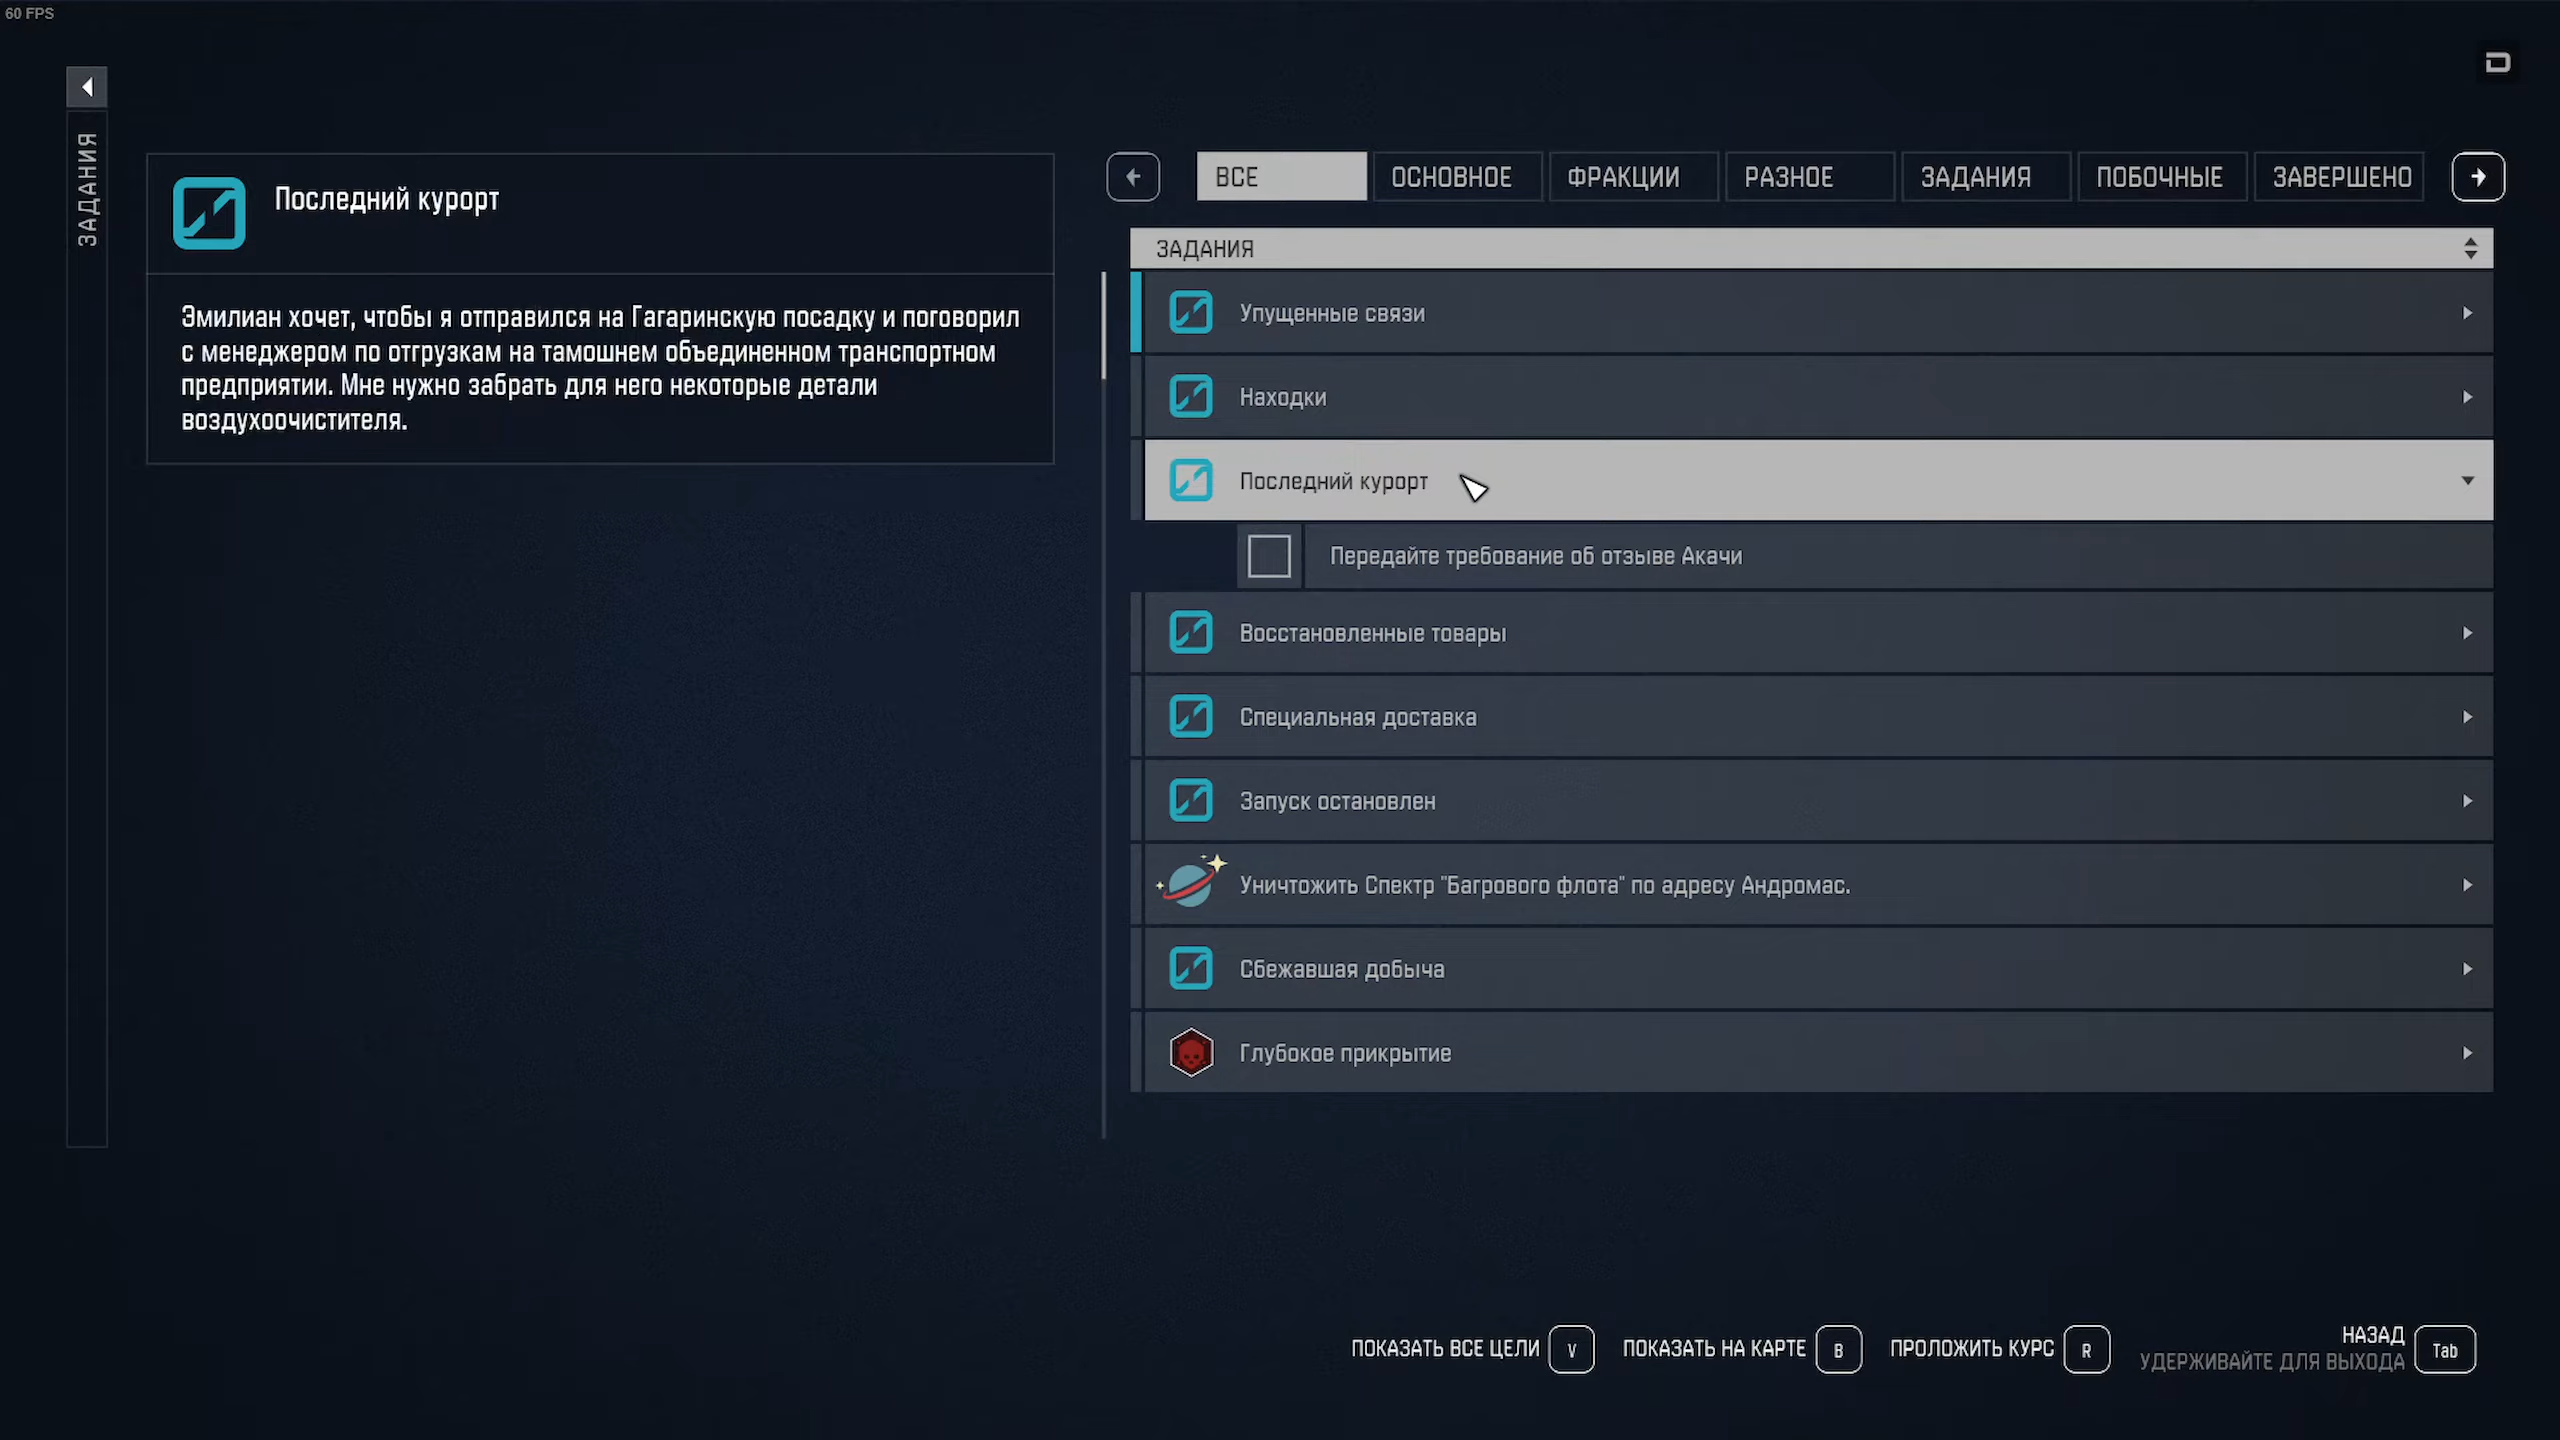 60 FPS
ЗАДАНИЯ
Последний курорт
Эмилиан хочет, чтобы я отправился на Гагаринскую посадку и поговорил
с менеджером по отгрузкам на тамошнем объединенном транспортном
предприятии. Мне нужно забрать для него некоторые детали
воздухоочистителя.
ВСЕ
ОСНОВНОЕ
ФРАКЦИИ
РАЗНОЕ
ЗАДАНИЯ
ПОБОЧНЫЕ
ЗАВЕРШЕНО
ЗАДАНИЯ
Упущенные связи
Находки
Последний курорт
Передайте требование об отзыве Акачи
Восстановленные товары
Специальная доставка
Запуск остановлен
Уничтожить Спектр "Багрового флота" по адресу Андромас.
Сбежавшая добыча
Глубокое прикрытие
ПОКАЗАТЬ ВСЕ ЦЕЛИ V
ПОКАЗАТЬ НА КАРТЕ B
ПРОЛОЖИТЬ КУРС R
НАЗАД
УДЕРЖИВАЙТЕ ДЛЯ ВЫХОДА
Tab